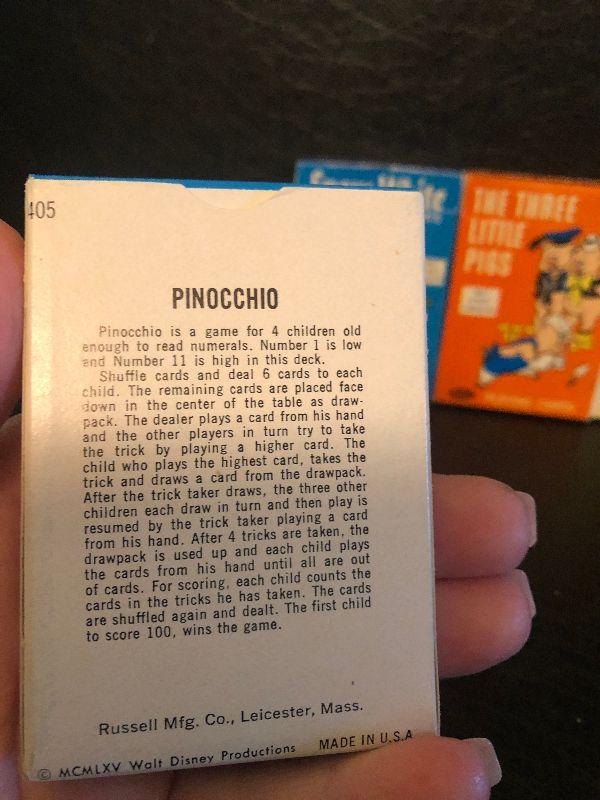 405
PINOCCHIO
Pinocchio is a game for 4 children old
enough to read numerals. Number 1 is low
and Number 11 is high in this deck.
Shuffle cards and deal 6 cards to each
child. The remaining cards are placed face
down in the center of the table as draw-
pack. The dealer plays a card from his hand
and the other players in turn try to take
the trick by playing a higher card. The
child who plays the highest card, takes the
trick and draws a card from the drawpack.
After the trick taker draws, the three other
children each draw in turn and then play is
resumed by the trick taker playing a card
from his hand. After 4 tricks are taken, the
drawpack is used up and each child plays
the cards from his hand until all are out
of cards. For scoring, each child counts the
cards in the tricks he has taken. The cards
are shuffled again and dealt. The first child
to score 100, wins the game.
Russell Mfg. Co., Leicester, Mass.
© MCMLXV Walt Disney Productions MADE IN U.S.A
Snow White
THE THREE
LITTLE
PIGS